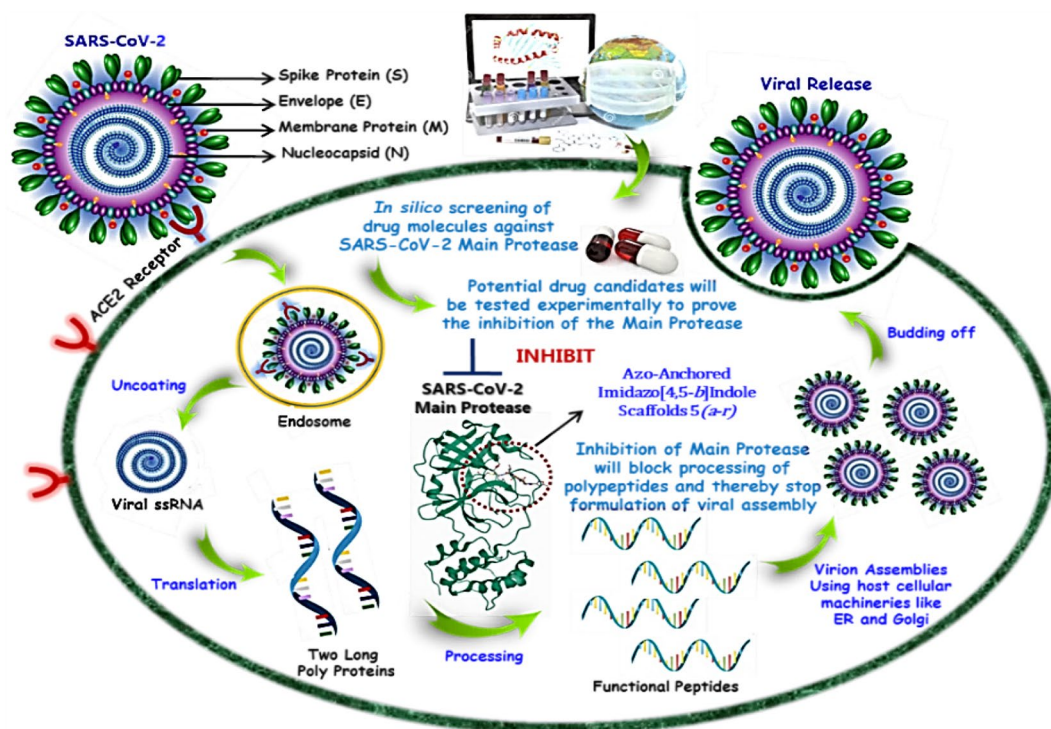 SARS-CoV-2
Spike Protein (S)
Envelope (E)
Membrane Protein (M)
Nucleocapsid (N)
Viral Release
ACE2 Receptor
In silico screening of
drug molecules against
SARS-CoV-2 Main Protease
Potential drug candidates will
be tested experimentally to prove
the inhibition of the Main Protease
INHIBIT
SARS-CoV-2
Main Protease
Azo-Anchored
Imidazo[4,5-b]Indole
Scaffolds 5(a-r)
Budding off
Uncoating
Endosome
Inhibition of Main Protease
will block processing of
polypeptides and thereby stop
formulation of viral assembly
Viral ssRNA
Translation
Two Long
Poly Proteins
Processing
Functional Peptides
Virion Assemblies
Using host cellular
machineries like
ER and Golgi